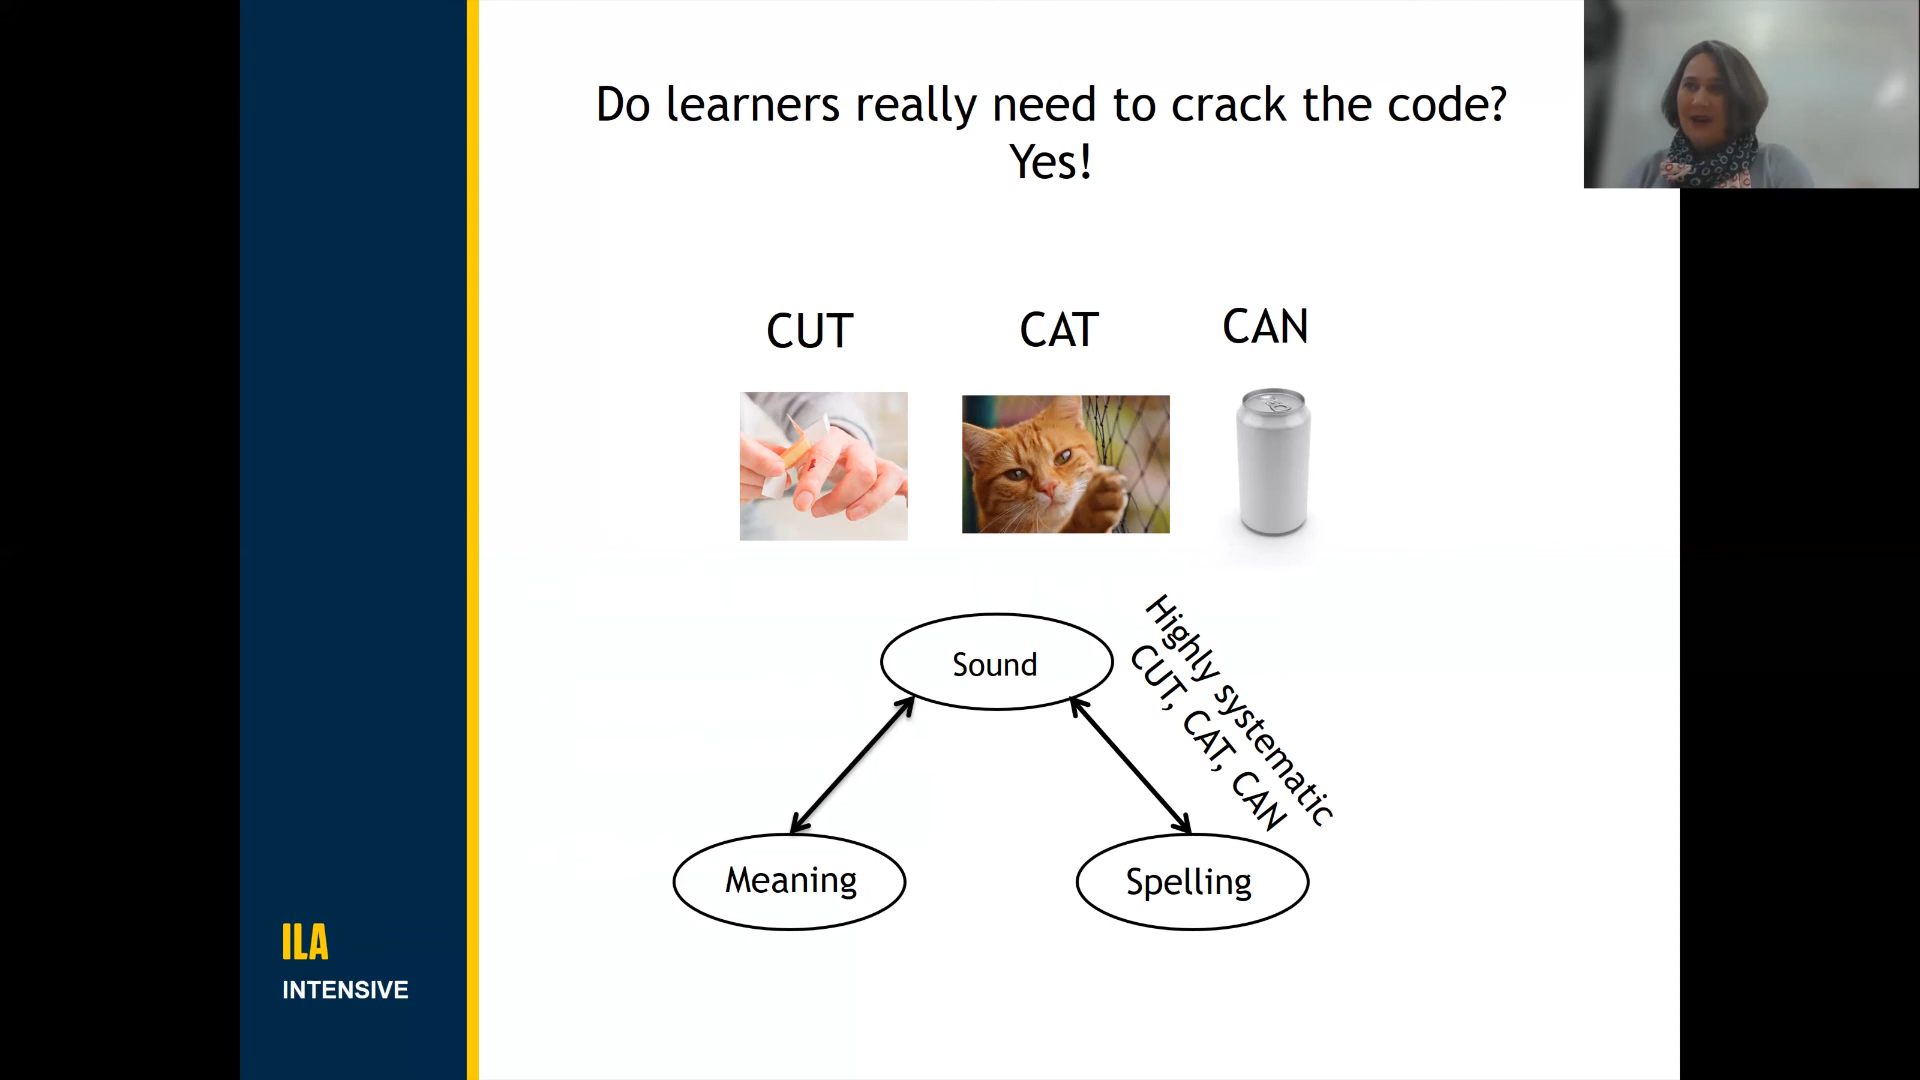 Do learners really need to crack the code?
Yes!
CUT
CAT
CAN
Sound
Highly systematic
CUT, CAT, CAN
Meaning
Spelling
ILA
INTENSIVE